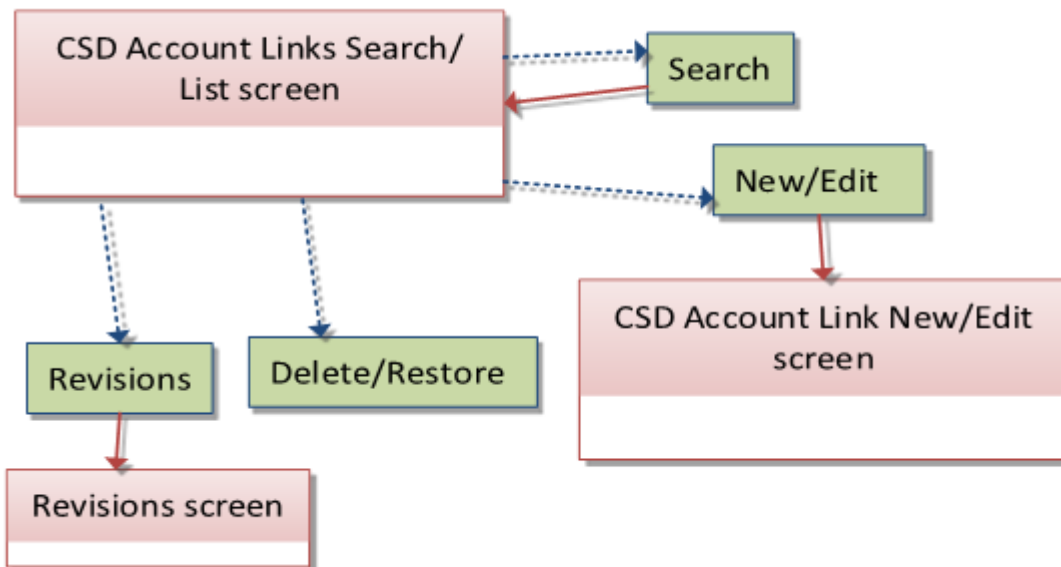 CSD Account Links Search/
List screen
Search
New/Edit
CSD Account Link New/Edit
screen
Revisions
Delete/Restore
Revisions screen